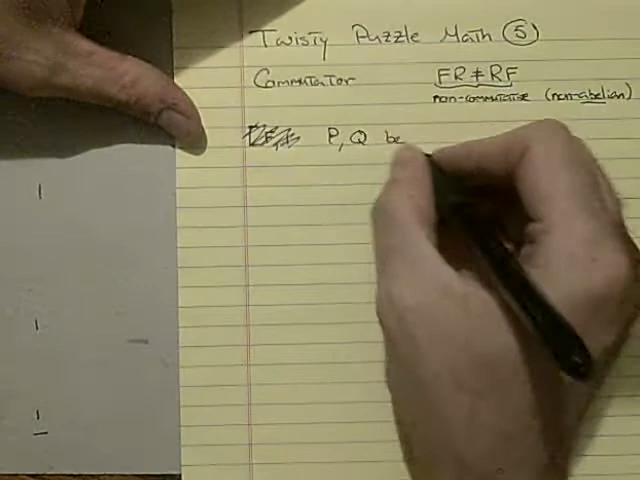 Twisty Puzzle Math 5
Commutator FR ≠ RF
non-commutative (non-abelian)
P, Q be